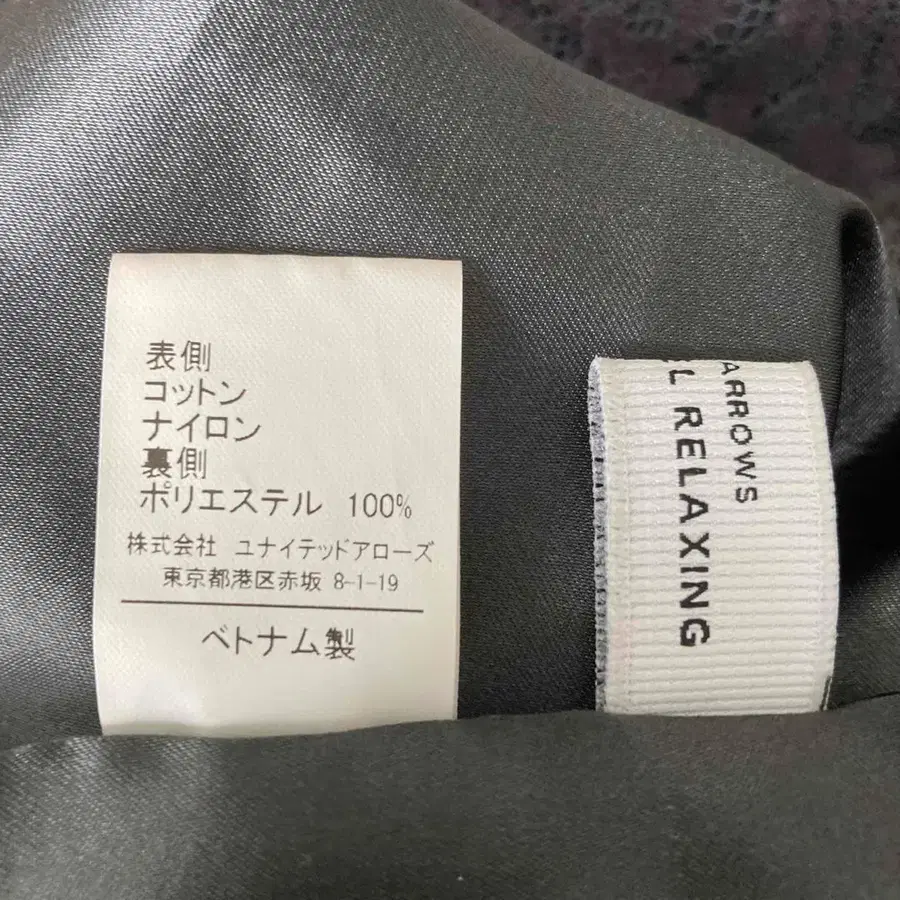 表側
コットン
ナイロン
裏側
ポリエステル 100%
株式会社 ユナイテッドアローズ
東京都港区赤坂 8-1-19
ベトナム製
ARROWS
L RELAXING